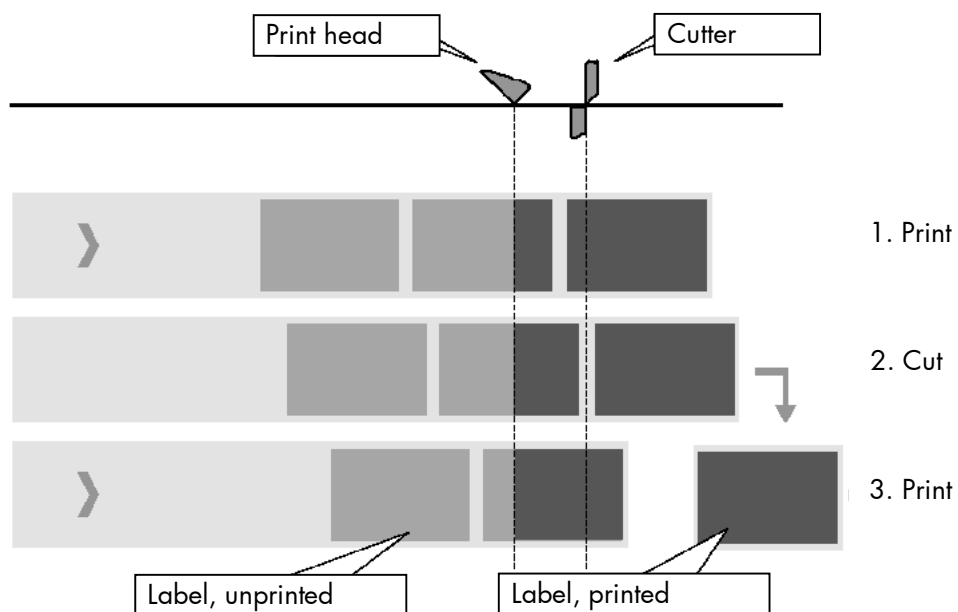 Print head
Cutter
1. Print
2. Cut
3. Print
Label, unprinted
Label, printed